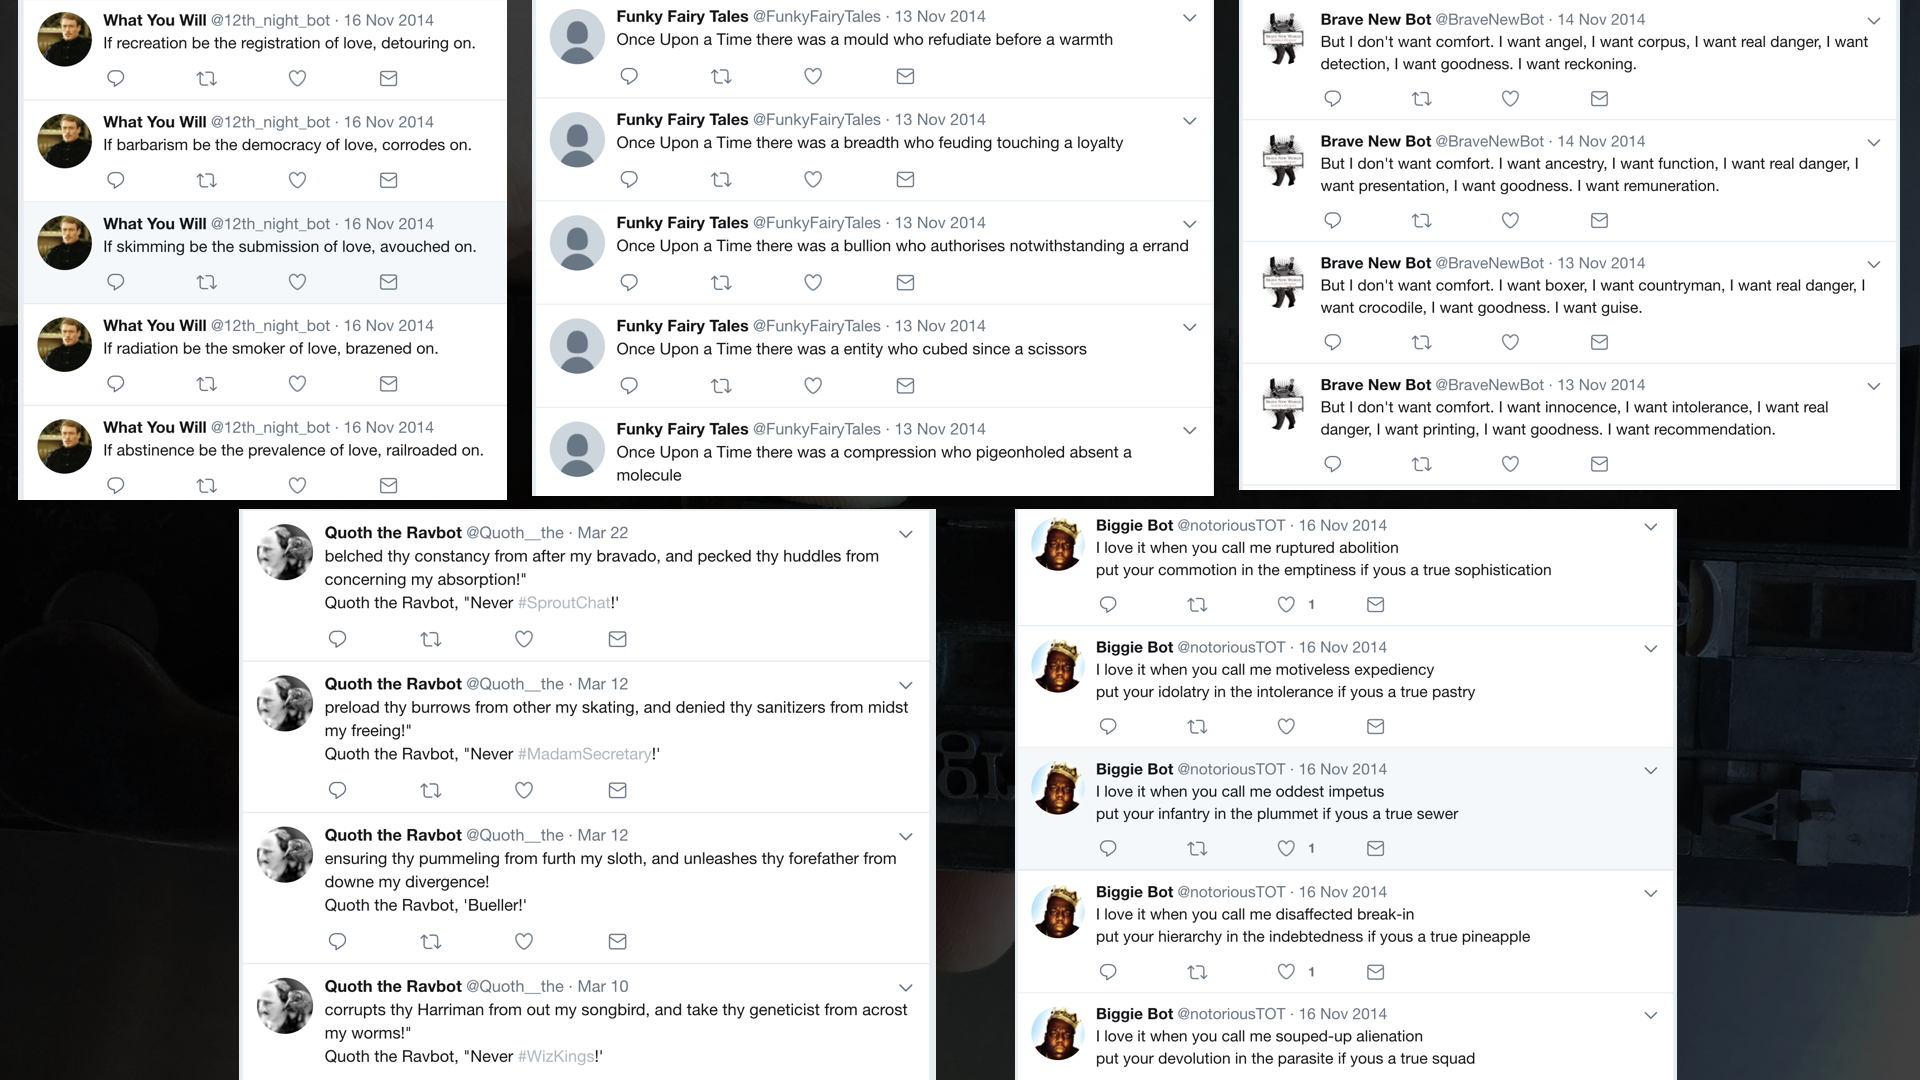 What You Will @12th_night_bot · 16 Nov 2014
If recreation be the registration of love, detouring on.
What You Will @12th_night_bot · 16 Nov 2014
If barbarism be the democracy of love, corrodes on.
What You Will @12th_night_bot · 16 Nov 2014
If skimming be the submission of love, avouched on.
What You Will @12th_night_bot · 16 Nov 2014
If radiation be the smoker of love, brazened on.
What You Will @12th_night_bot · 16 Nov 2014
If abstinence be the prevalence of love, railroaded on.
Funky Fairy Tales @FunkyFairyTales · 13 Nov 2014
Once Upon a Time there was a mould who refudiate before a warmth
Funky Fairy Tales @FunkyFairyTales · 13 Nov 2014
Once Upon a Time there was a breadth who feuding touching a loyalty
Funky Fairy Tales @FunkyFairyTales · 13 Nov 2014
Once Upon a Time there was a bullion who authorises notwithstanding a errand
Funky Fairy Tales @FunkyFairyTales · 13 Nov 2014
Once Upon a Time there was a entity who cubed since a scissors
Funky Fairy Tales @FunkyFairyTales · 13 Nov 2014
Once Upon a Time there was a compression who pigeonholed absent a
molecule
Brave New Bot @BraveNewBot · 14 Nov 2014
But I don't want comfort. I want angel, I want corpus, I want real danger, I want
detection, I want goodness. I want reckoning.
Brave New Bot @BraveNewBot · 14 Nov 2014
But I don't want comfort. I want ancestry, I want function, I want real danger, I
want presentation, I want goodness. I want remuneration.
Brave New Bot @BraveNewBot · 13 Nov 2014
But I don't want comfort. I want boxer, I want countryman, I want real danger, I
want crocodile, I want goodness. I want guise.
Brave New Bot @BraveNewBot · 13 Nov 2014
But I don't want comfort. I want innocence, I want intolerance, I want real
danger, I want printing, I want goodness. I want recommendation.
Quoth the Ravbot @Quoth__the · Mar 22
belched thy constancy from after my bravado, and pecked thy huddles from
concerning my absorption!"
Quoth the Ravbot, "Never #SproutChat!'
Quoth the Ravbot @Quoth__the · Mar 12
preload thy burrows from other my skating, and denied thy sanitizers from midst
my freeing!"
Quoth the Ravbot, "Never #MadamSecretary!'
Quoth the Ravbot @Quoth__the · Mar 12
ensuring thy pummeling from furth my sloth, and unleashes thy forefather from
downe my divergence!
Quoth the Ravbot, 'Bueller!'
Quoth the Ravbot @Quoth__the · Mar 10
corrupts thy Harriman from out my songbird, and take thy geneticist from acrost
my worms!"
Quoth the Ravbot, "Never #WizKings!'
Biggie Bot @notoriousTOT · 16 Nov 2014
I love it when you call me ruptured abolition
put your commotion in the emptiness if yous a true sophistication
1
Biggie Bot @notoriousTOT · 16 Nov 2014
I love it when you call me motiveless expediency
put your idolatry in the intolerance if yous a true pastry
Biggie Bot @notoriousTOT · 16 Nov 2014
I love it when you call me oddest impetus
put your infantry in the plummet if yous a true sewer
1
Biggie Bot @notoriousTOT · 16 Nov 2014
I love it when you call me disaffected break-in
put your hierarchy in the indebtedness if yous a true pineapple
1
Biggie Bot @notoriousTOT · 16 Nov 2014
I love it when you call me souped-up alienation
put your devolution in the parasite if yous a true squad